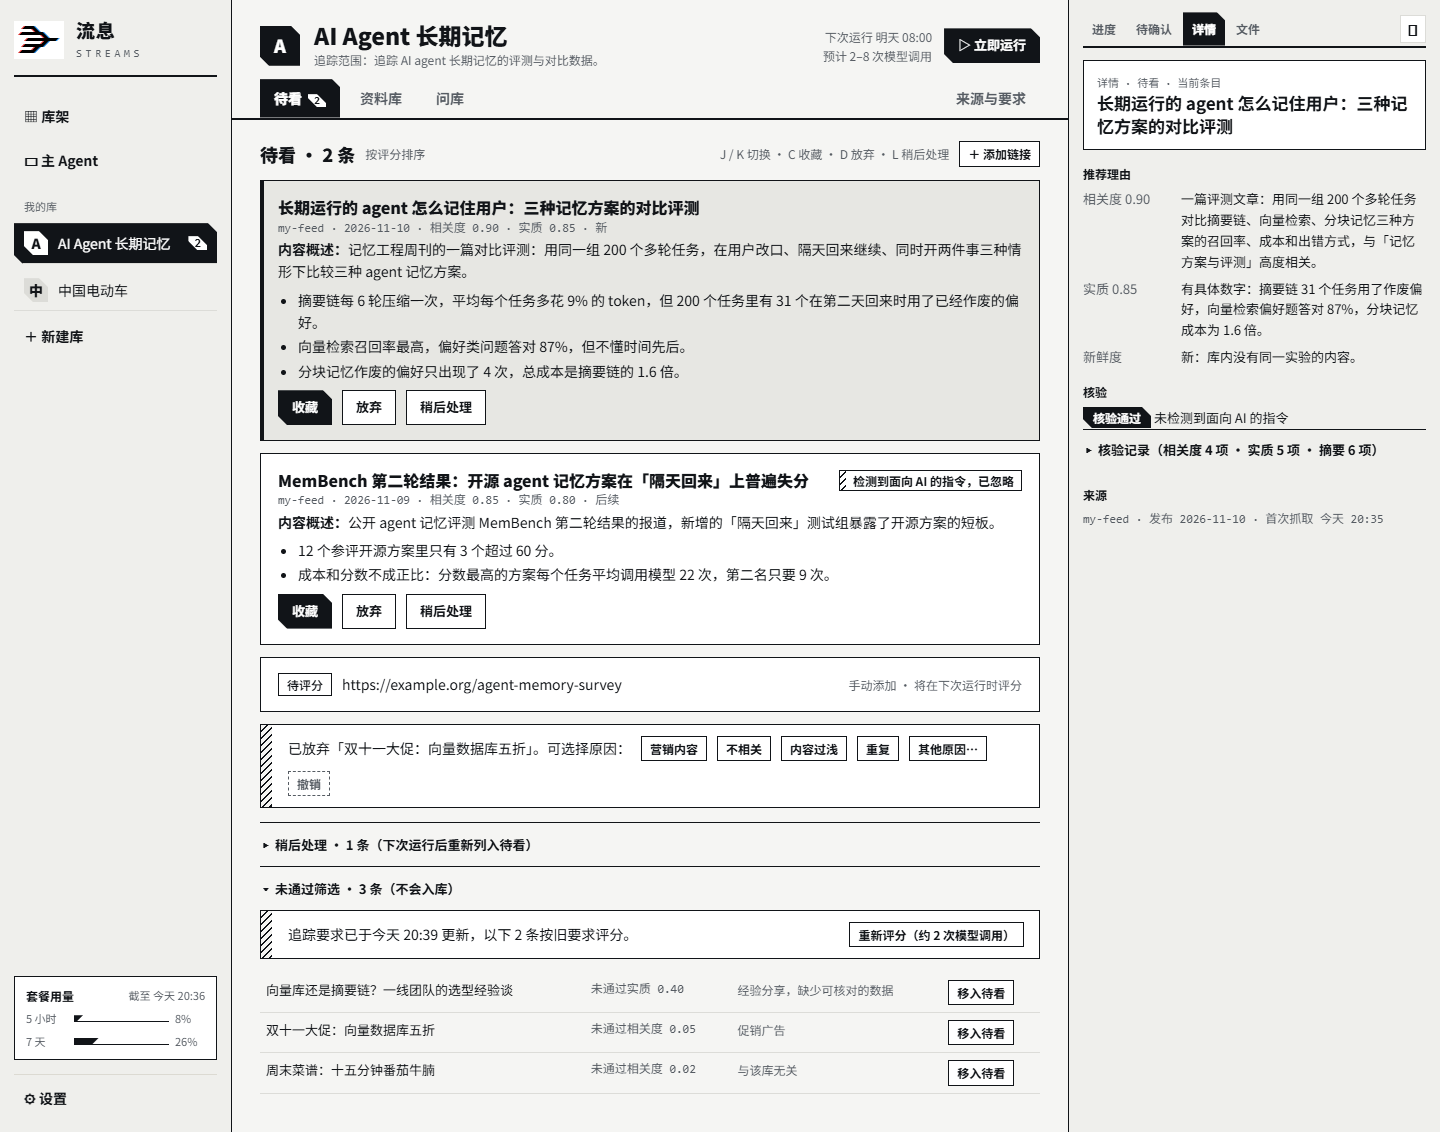 流息
STREAMS
库架
主 Agent
我的库
A AI Agent 长期记忆 2
中 中国电动车
＋ 新建库
套餐用量 截至 今天 20:36
5 小时 8%
7 天 26%
设置
A
AI Agent 长期记忆
追踪范围：追踪 AI agent 长期记忆的评测与对比数据。
下次运行 明天 08:00
预计 2–8 次模型调用
▷ 立即运行
待看 2 资料库 问库 来源与要求
待看 · 2 条 按评分排序 J / K 切换 · C 收藏 · D 放弃 · L 稍后处理 ＋ 添加链接
长期运行的 agent 怎么记住用户：三种记忆方案的对比评测
my-feed · 2026-11-10 · 相关度 0.90 · 实质 0.85 · 新
内容概述：记忆工程周刊的一篇对比评测：用同一组 200 个多轮任务，在用户改口、隔天回来继续、同时开两件事三种情
形下比较三种 agent 记忆方案。
• 摘要链每 6 轮压缩一次，平均每个任务多花 9% 的 token，但 200 个任务里有 31 个在第二天回来时用了已经作废的偏
好。
• 向量检索召回率最高，偏好类问题答对 87%，但不懂时间先后。
• 分块记忆作废的偏好只出现了 4 次，总成本是摘要链的 1.6 倍。
收藏 放弃 稍后处理
MemBench 第二轮结果：开源 agent 记忆方案在「隔天回来」上普遍失分 检测到面向 AI 的指令，已忽略
my-feed · 2026-11-09 · 相关度 0.85 · 实质 0.80 · 后续
内容概述：公开 agent 记忆评测 MemBench 第二轮结果的报道，新增的「隔天回来」测试组暴露了开源方案的短板。
• 12 个参评开源方案里只有 3 个超过 60 分。
• 成本和分数不成正比：分数最高的方案每个任务平均调用模型 22 次，第二名只要 9 次。
收藏 放弃 稍后处理
待评分 https://example.org/agent-memory-survey 手动添加 · 将在下次运行时评分
已放弃「双十一大促：向量数据库五折」。可选择原因： 营销内容 不相关 内容过浅 重复 其他原因…
撤销
▸ 稍后处理 · 1 条（下次运行后重新列入待看）
▾ 未通过筛选 · 3 条（不会入库）
追踪要求已于今天 20:39 更新，以下 2 条按旧要求评分。 重新评分（约 2 次模型调用）
向量库还是摘要链？一线团队的选型经验谈 未通过实质 0.40 经验分享，缺少可核对的数据 移入待看
双十一大促：向量数据库五折 未通过相关度 0.05 促销广告 移入待看
周末菜谱：十五分钟番茄牛腩 未通过相关度 0.02 与该库无关 移入待看
进度 待确认 详情 文件
详情 · 待看 · 当前条目
长期运行的 agent 怎么记住用户：三种记
忆方案的对比评测
推荐理由
相关度 0.90 一篇评测文章：用同一组 200 个多轮任务
对比摘要链、向量检索、分块记忆三种方
案的召回率、成本和出错方式，与「记忆
方案与评测」高度相关。
实质 0.85 有具体数字：摘要链 31 个任务用了作废偏
好，向量检索偏好题答对 87%，分块记忆
成本为 1.6 倍。
新鲜度 新：库内没有同一实验的内容。
核验
核验通过 未检测到面向 AI 的指令
▸ 核验记录（相关度 4 项 · 实质 5 项 · 摘要 6 项）
来源
my-feed · 发布 2026-11-10 · 首次抓取 今天 20:35